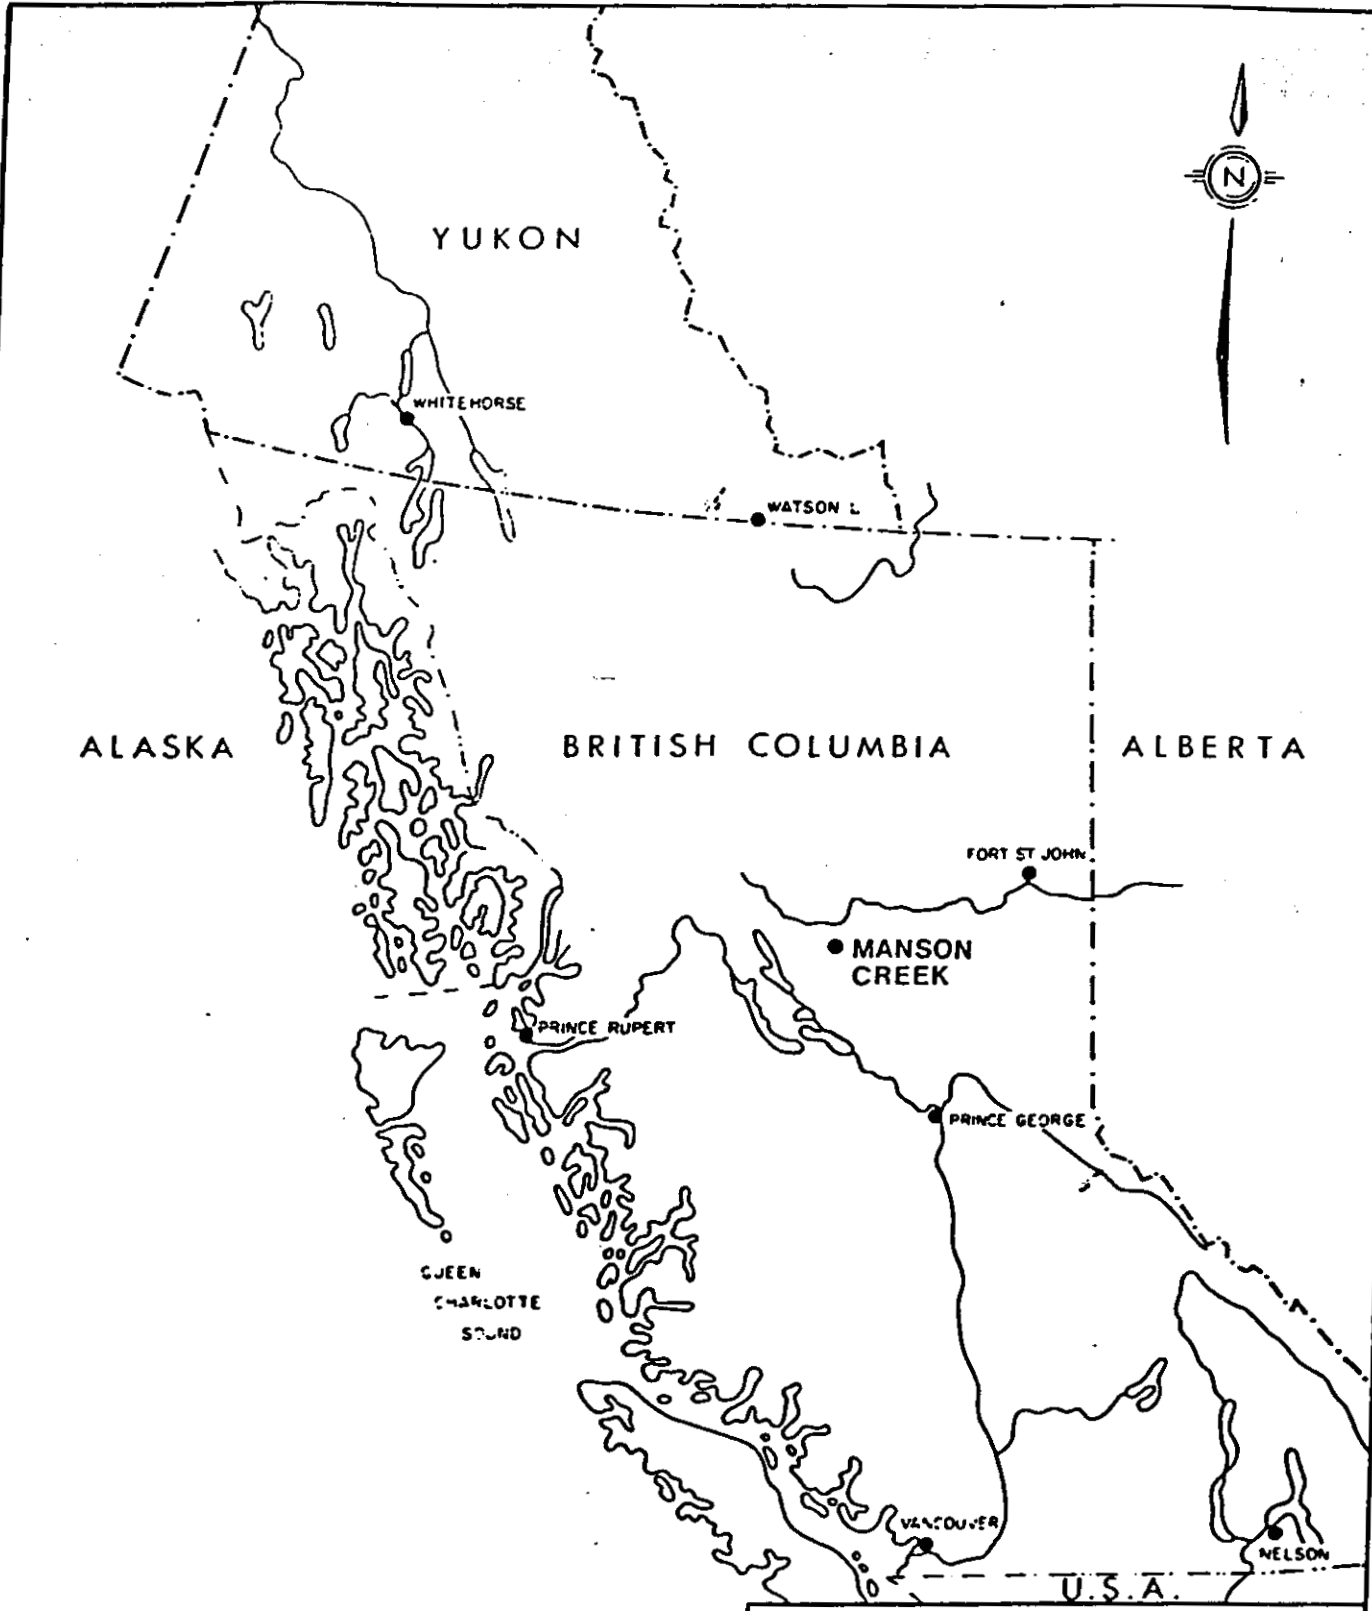 N
YUKON
WHITEHORSE
WATSON L
ALASKA
BRITISH COLUMBIA
ALBERTA
FORT ST JOHN
MANSON
CREEK
PRINCE RUPERT
PRINCE GEORGE
QUEEN
CHARLOTTE
SOUND
VANCOUVER
NELSON
U.S.A.